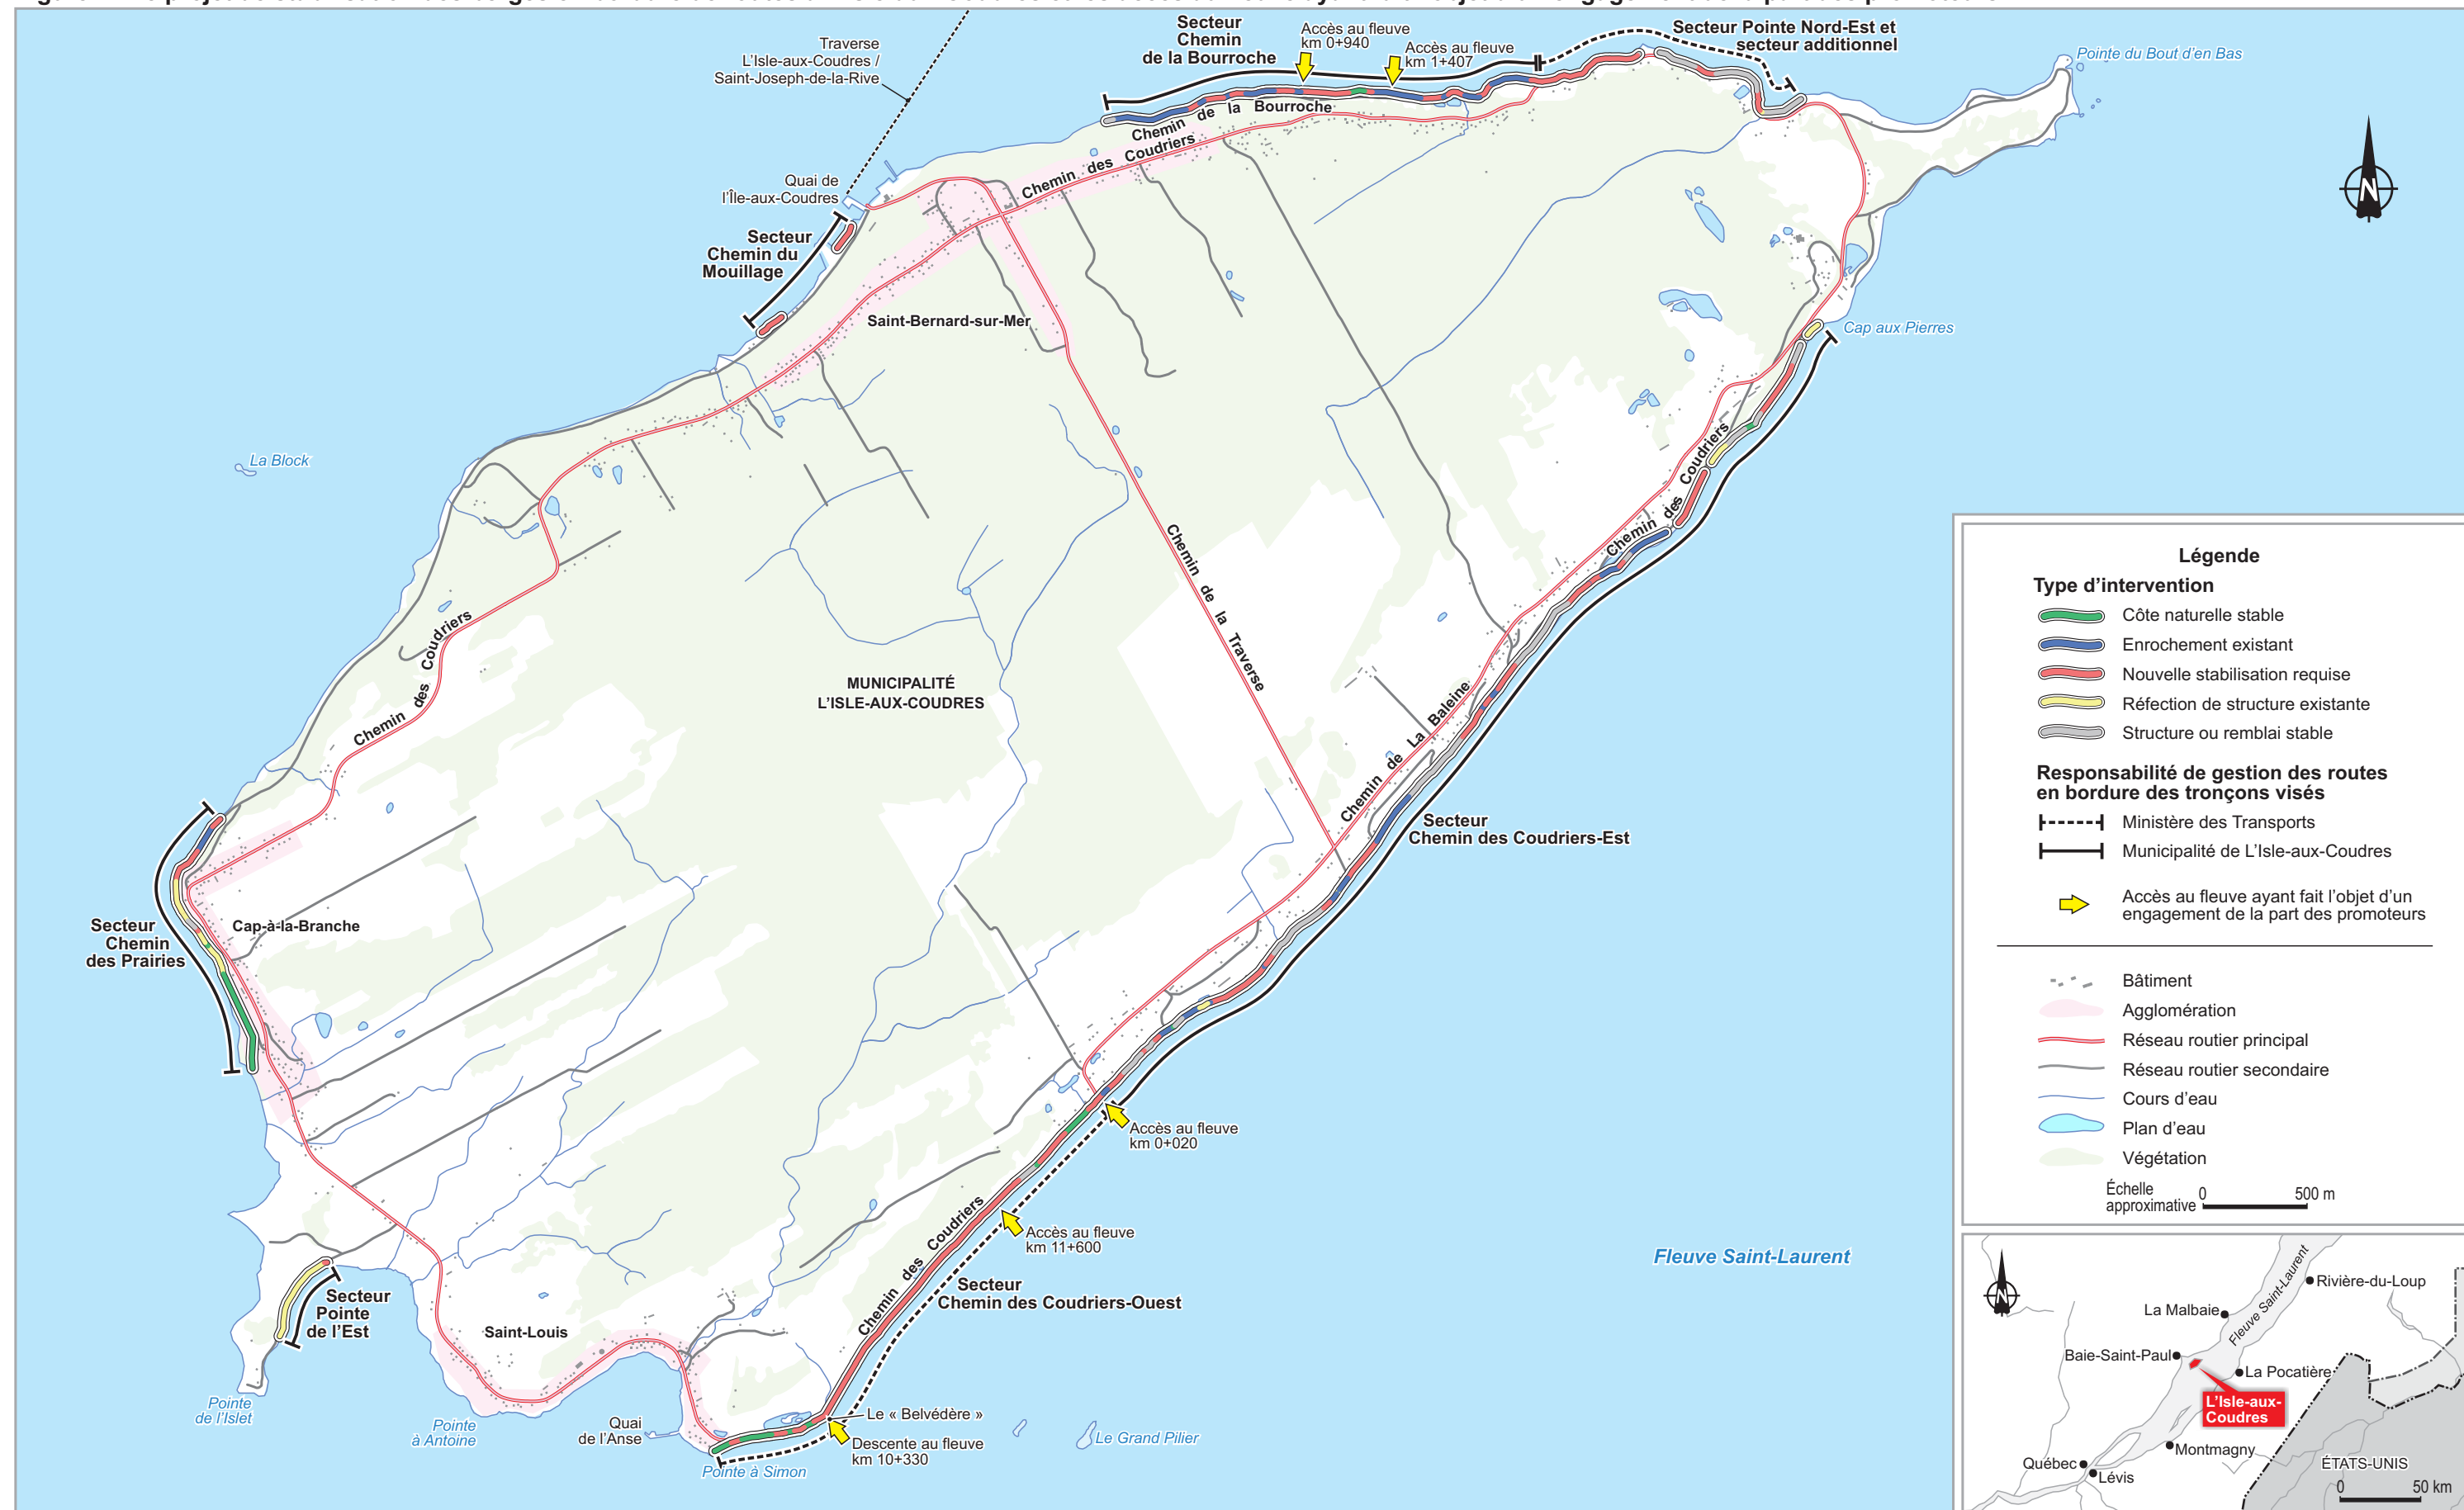 Traverse
L'Isle-aux-Coudres /
Saint-Joseph-de-la-Rive
Secteur
Chemin
de la Bourroche
Accès au fleuve
km 0+940
Accès au fleuve
km 1+407
Secteur Pointe Nord-Est et
secteur additionnel
Pointe du Bout d'en Bas
Chemin de la Bourroche
Chemin des Coudriers
N
Quai de
l'Île-aux-Coudres
Secteur
Chemin du
Mouillage
Saint-Bernard-sur-Mer
Cap aux Pierres
La Block
Chemin des Coudriers
Chemin de la Traverse
Chemin des Coudriers
MUNICIPALITÉ
L'ISLE-AUX-COUDRES
Chemin de La Baleine
Secteur
Chemin des Coudriers-Est
Secteur
Chemin
des Prairies
Cap-à-la-Branche
Accès au fleuve
km 0+020
Accès au fleuve
km 11+600
Chemin des Coudriers
Secteur
Chemin des Coudriers-Ouest
Fleuve Saint-Laurent
Secteur
Pointe
de l'Est
Saint-Louis
Pointe
de l'Islet
Pointe
à Antoine
Quai
de l'Anse
Le « Belvédère »
Descente au fleuve
km 10+330
Le Grand Pilier
Pointe à Simon
Légende
Type d'intervention
Côte naturelle stable
Enrochement existant
Nouvelle stabilisation requise
Réfection de structure existante
Structure ou remblai stable
Responsabilité de gestion des routes
en bordure des tronçons visés
Ministère des Transports
Municipalité de L'Isle-aux-Coudres
Accès au fleuve ayant fait l'objet d'un
engagement de la part des promoteurs
Bâtiment
Agglomération
Réseau routier principal
Réseau routier secondaire
Cours d'eau
Plan d'eau
Végétation
Échelle
approximative
0 500 m
N
Fleuve Saint-Laurent
Rivière-du-Loup
La Malbaie
Baie-Saint-Paul
La Pocatière
L'Isle-aux-
Coudres
Montmagny
Québec
Lévis
ÉTATS-UNIS
0 50 km